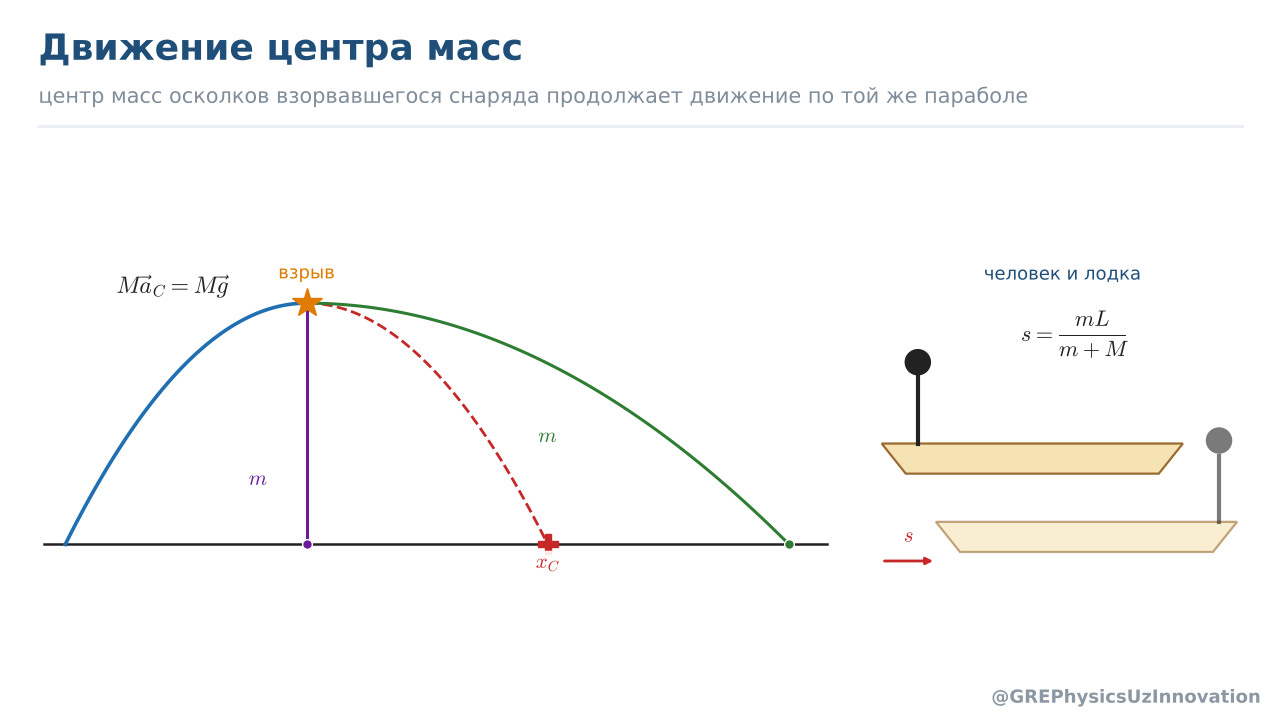 Движение центра масс
центр масс осколков взорвавшегося снаряда продолжает движение по той же параболе
взрыв
$M\vec{a}_C = M\vec{g}$
m
m
$x_C$
человек и лодка
$s = \dfrac{mL}{m + M}$
s
@GREPhysicsUzInnovation